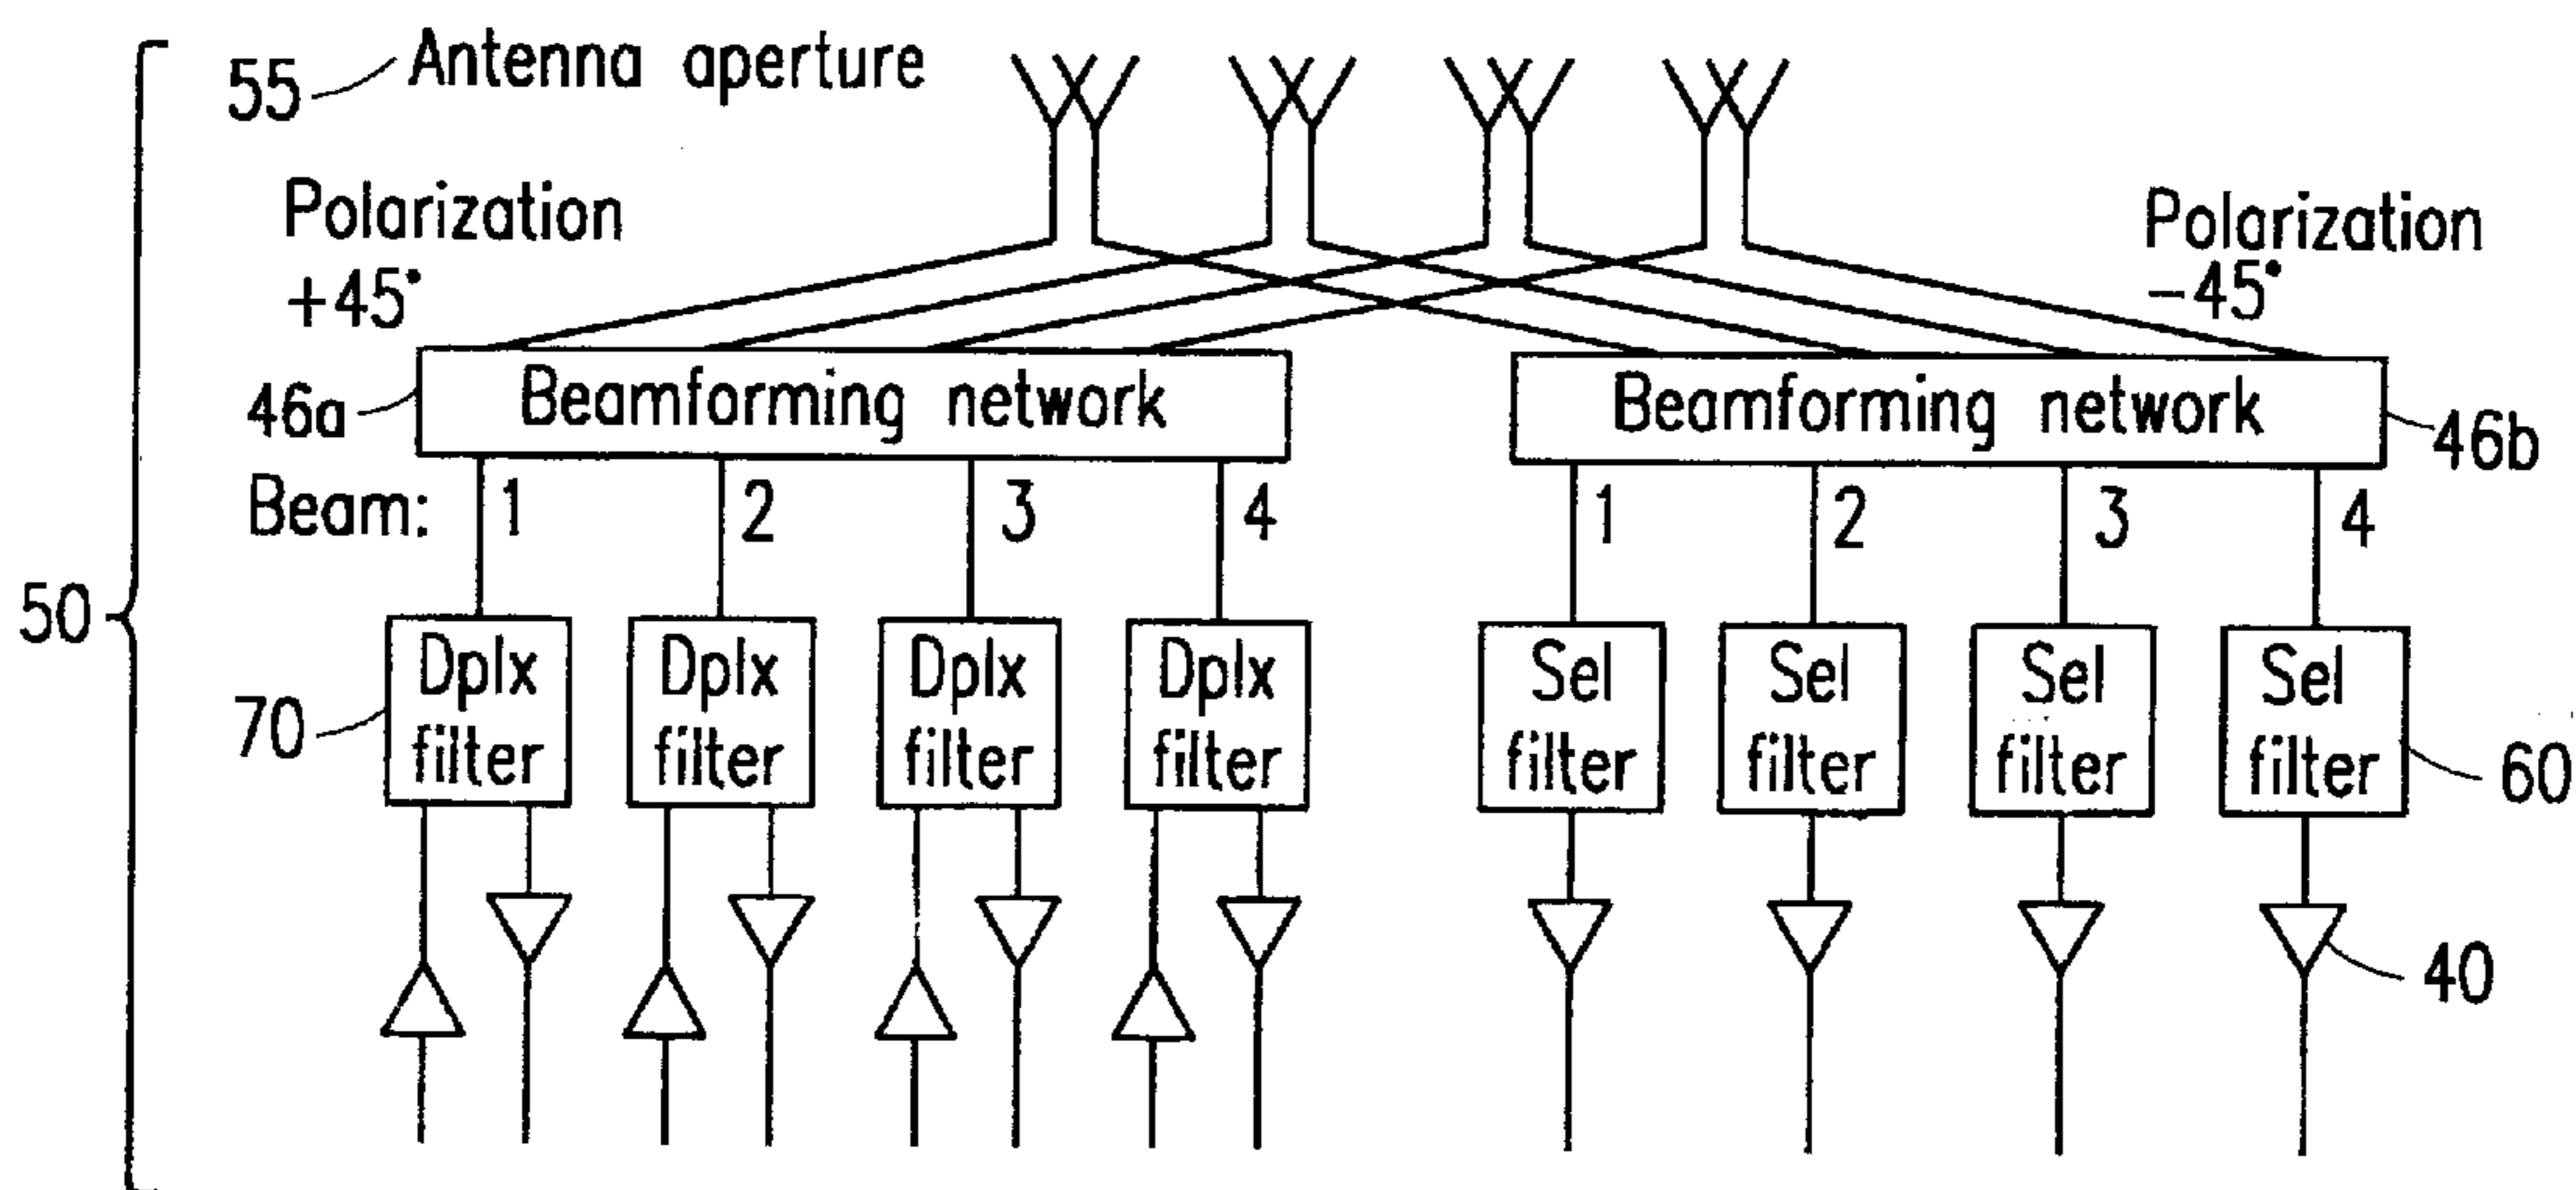 55 Antenna aperture
Polarization
+45°
Polarization
-45°
46a Beamforming network
Beamforming network 46b
Beam: 1 2 3 4
1 2 3 4
50
70
Dplx filter
Dplx filter
Dplx filter
Dplx filter
Sel filter
Sel filter
Sel filter
Sel filter
60
40